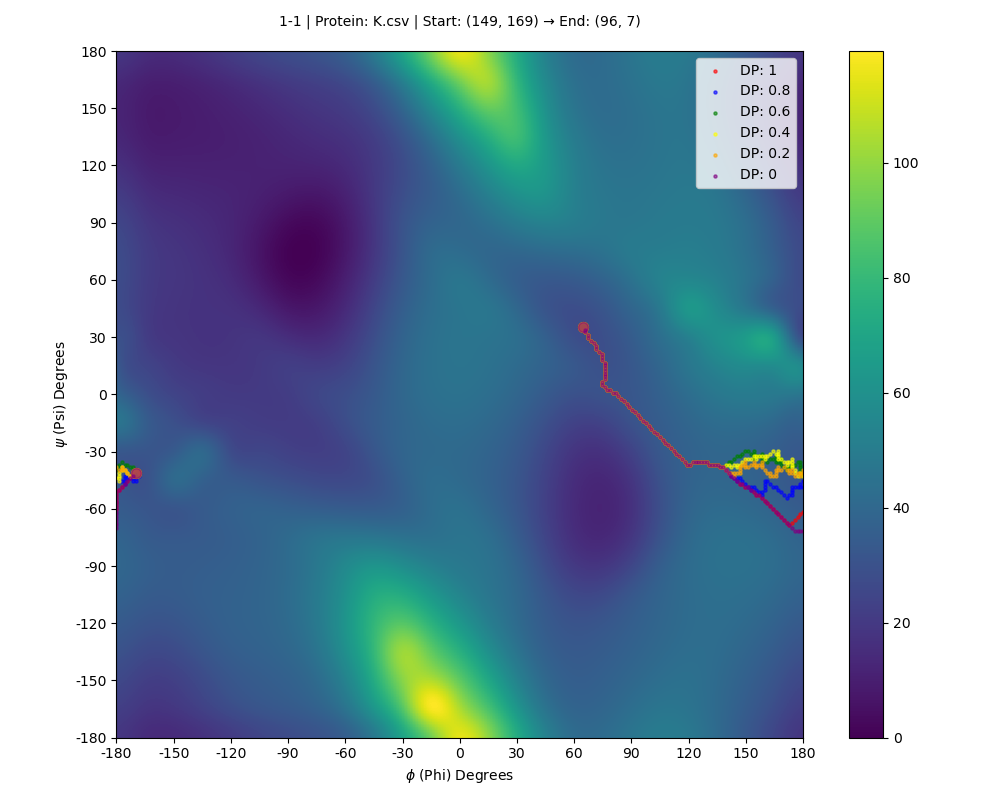 1-1 | Protein: K.csv | Start: (149, 169) → End: (96, 7)
DP: 1
DP: 0.8
DP: 0.6
DP: 0.4
DP: 0.2
DP: 0
180
150
120
90
60
30
0
-30
-60
-90
-120
-150
-180
ψ (Psi) Degrees
-180 -150 -120 -90 -60 -30 0 30 60 90 120 150 180
ϕ (Phi) Degrees
100
80
60
40
20
0